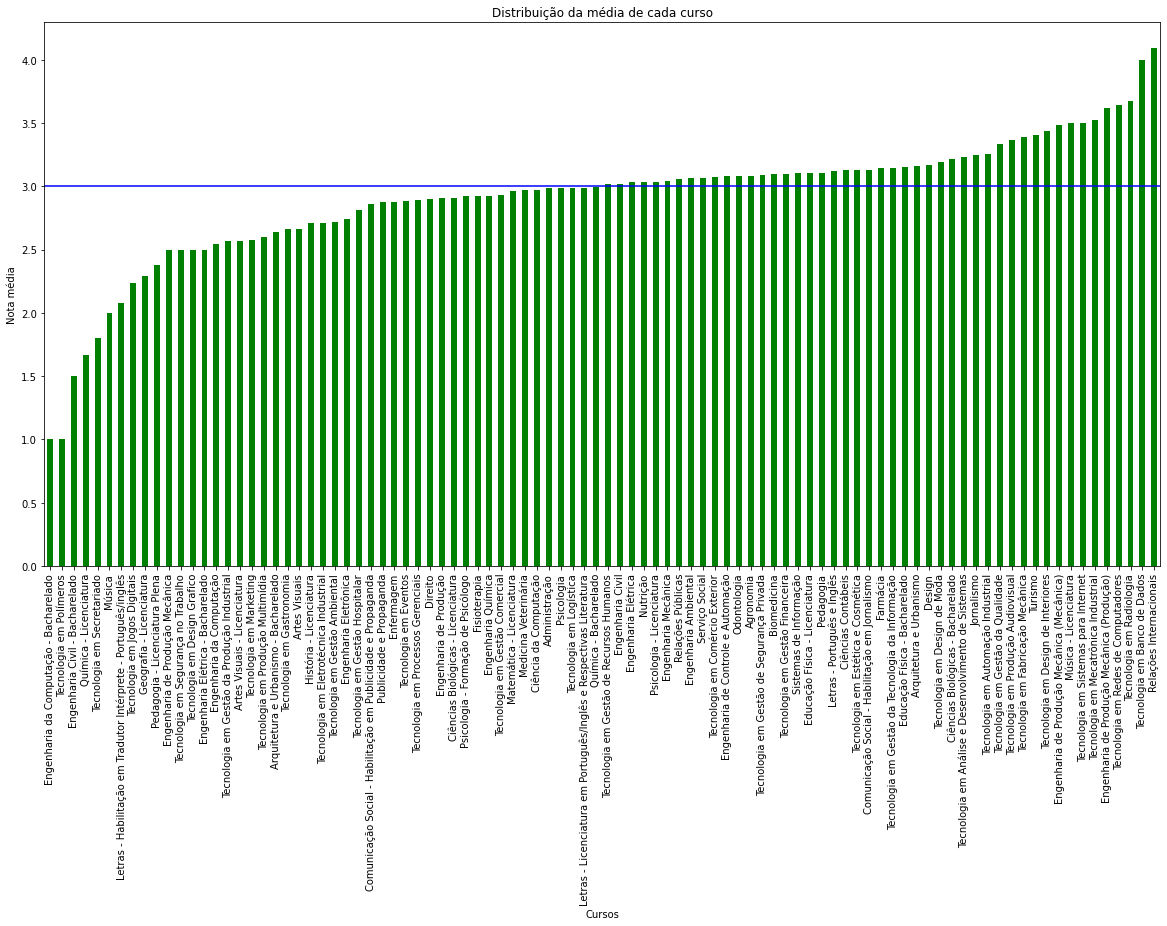 Distribuição da média de cada curso
Nota média
4.0
3.5
3.0
2.5
2.0
1.5
1.0
0.5
0.0
Engenharia da Computação - Bacharelado
Tecnologia em Polímeros
Engenharia Civil - Bacharelado
Química - Licenciatura
Tecnologia em Secretariado
Música
Letras - Habilitação em Tradutor Intérprete - Português/Inglês
Tecnologia em Jogos Digitais
Geografia - Licenciatura
Pedagogia - Licenciatura Plena
Engenharia de Produção Mecânica
Tecnologia em Segurança no Trabalho
Tecnologia em Design Grafico
Engenharia Elétrica - Bacharelado
Engenharia da Computação
Tecnologia em Gestão da Produção Industrial
Artes Visuais - Licenciatura
Tecnologia em Marketing
Tecnologia em Produção Multimídia
Arquitetura e Urbanismo - Bacharelado
Tecnologia em Gastronomia
Artes Visuais
História - Licenciatura
Tecnologia em Eletrotécnica Industrial
Tecnologia em Gestão Ambiental
Engenharia Eletrônica
Tecnologia em Gestão Hospitalar
Comunicação Social - Habilitação em Publicidade e Propaganda
Publicidade e Propaganda
Enfermagem
Tecnologia em Eventos
Tecnologia em Processos Gerenciais
Direito
Engenharia de Produção
Ciências Biológicas - Licenciatura
Psicologia - Formação de Psicólogo
Fisioterapia
Engenharia Química
Tecnologia em Gestão Comercial
Matemática - Licenciatura
Medicina Veterinária
Ciência da Computação
Administração
Psicologia
Tecnologia em Logística
Letras - Licenciatura em Português/Inglês e Respectivas Literatura
Química - Bacharelado
Tecnologia em Gestão de Recursos Humanos
Engenharia Civil
Engenharia Elétrica
Nutrição
Psicologia - Licenciatura
Engenharia Mecânica
Relações Públicas
Engenharia Ambiental
Serviço Social
Tecnologia em Comércio Exterior
Engenharia de Controle e Automação
Odontologia
Agronomia
Tecnologia em Gestão de Segurança Privada
Biomedicina
Tecnologia em Gestão Financeira
Sistemas de Informação
Educação Física - Licenciatura
Pedagogia
Letras - Português e Inglês
Ciências Contábeis
Tecnologia em Estética e Cosmética
Comunicação Social - Habilitação em Jornalismo
Farmácia
Tecnologia em Gestão da Tecnologia da Informação
Educação Física - Bacharelado
Arquitetura e Urbanismo
Design
Tecnologia em Design de Moda
Ciências Biológicas - Bacharelado
Tecnologia em Análise e Desenvolvimento de Sistemas
Jornalismo
Tecnologia em Automação Industrial
Tecnologia em Gestão da Qualidade
Tecnologia em Produção Audiovisual
Tecnologia em Fabricação Mecânica
Turismo
Tecnologia em Design de Interiores
Engenharia de Produção Mecânica (Mecânica)
Música - Licenciatura
Tecnologia em Sistemas para Internet
Tecnologia em Mecatrônica Industrial
Engenharia de Produção Mecânica (Produção)
Tecnologia em Redes de Computadores
Tecnologia em Radiologia
Tecnologia em Banco de Dados
Relações Internacionais
Cursos